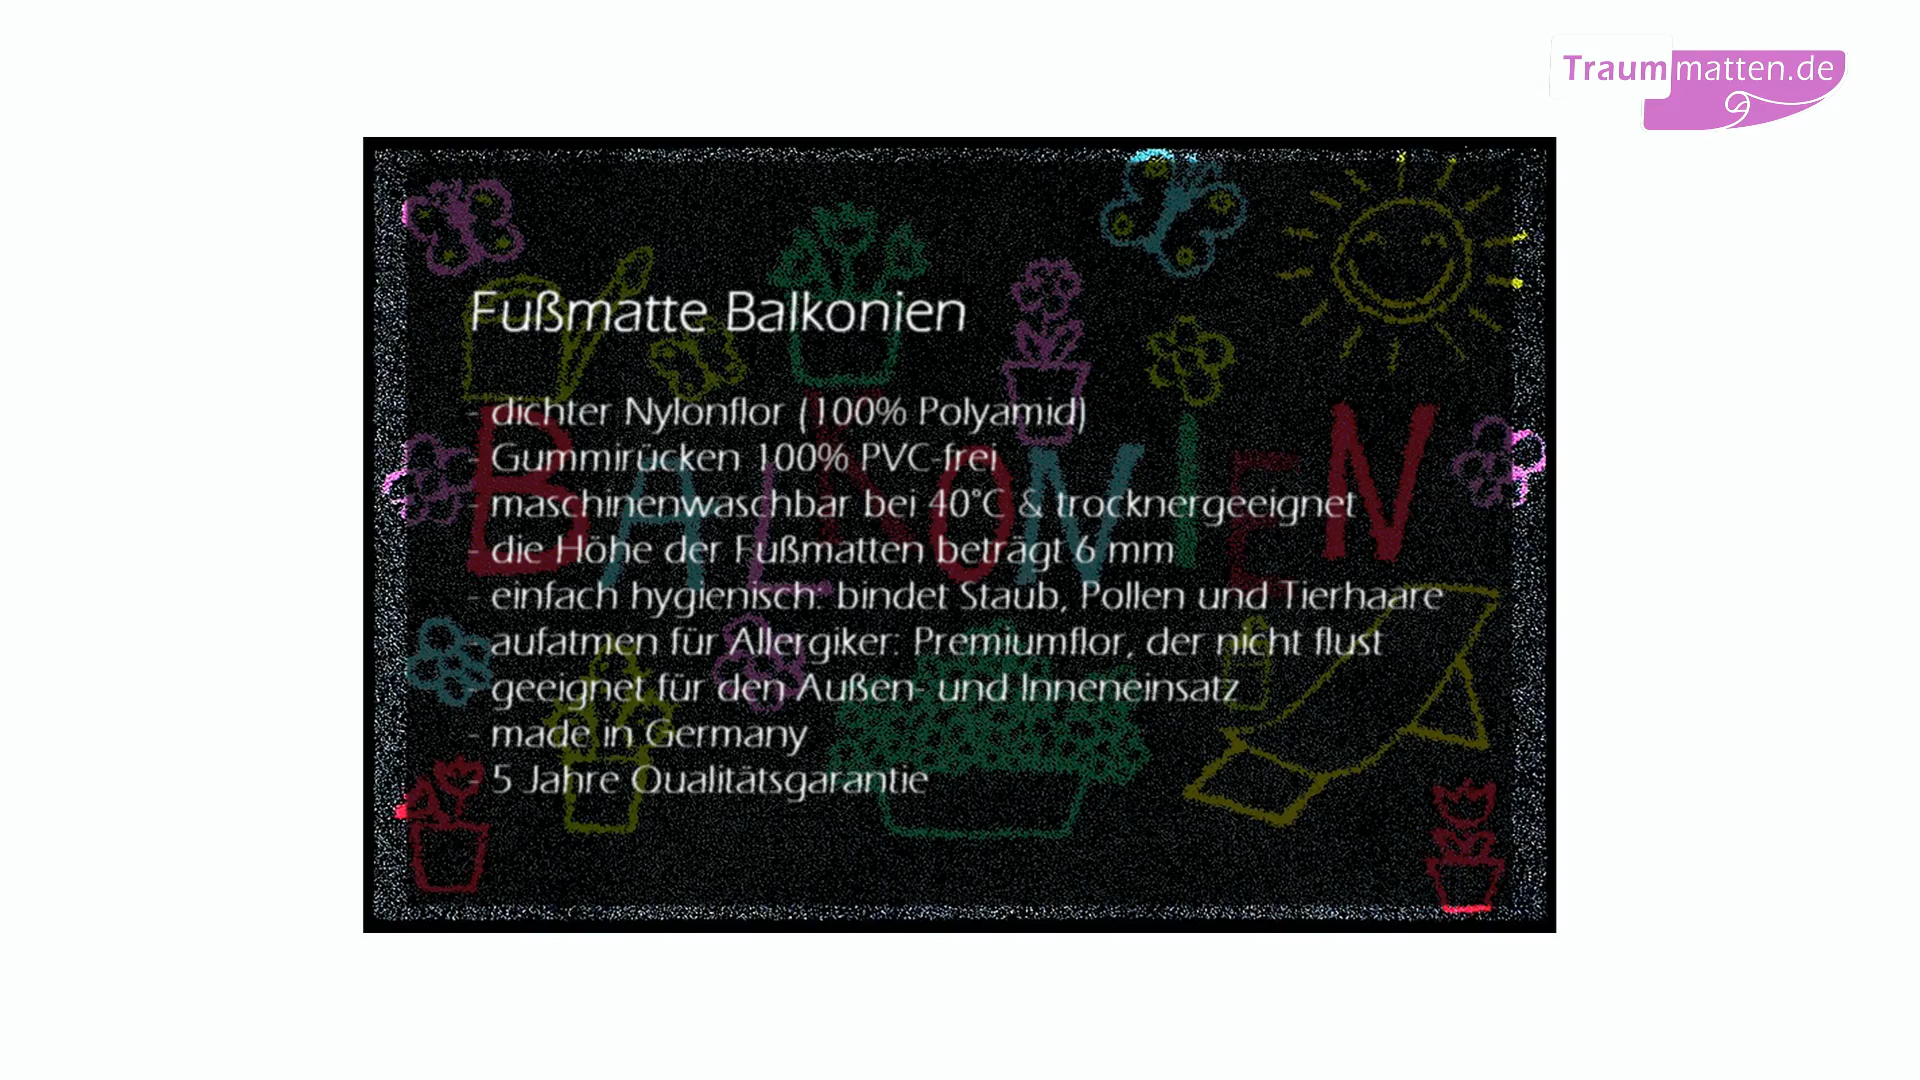 Traummatten.de
Fußmatte Balkonien
- dichter Nylonflor (100% Polyamid)
- Gummirücken 100% PVC-frei
- maschinenwaschbar bei 40°C & trocknergeeignet
- die Höhe der Fußmatten beträgt 6 mm
- einfach hygienisch: bindet Staub, Pollen und Tierhaare
- aufatmen für Allergiker: Premiumflor, der nicht flust
- geeignet für den Außen- und Inneneinsatz
- made in Germany
- 5 Jahre Qualitätsgarantie
BALKONIEN